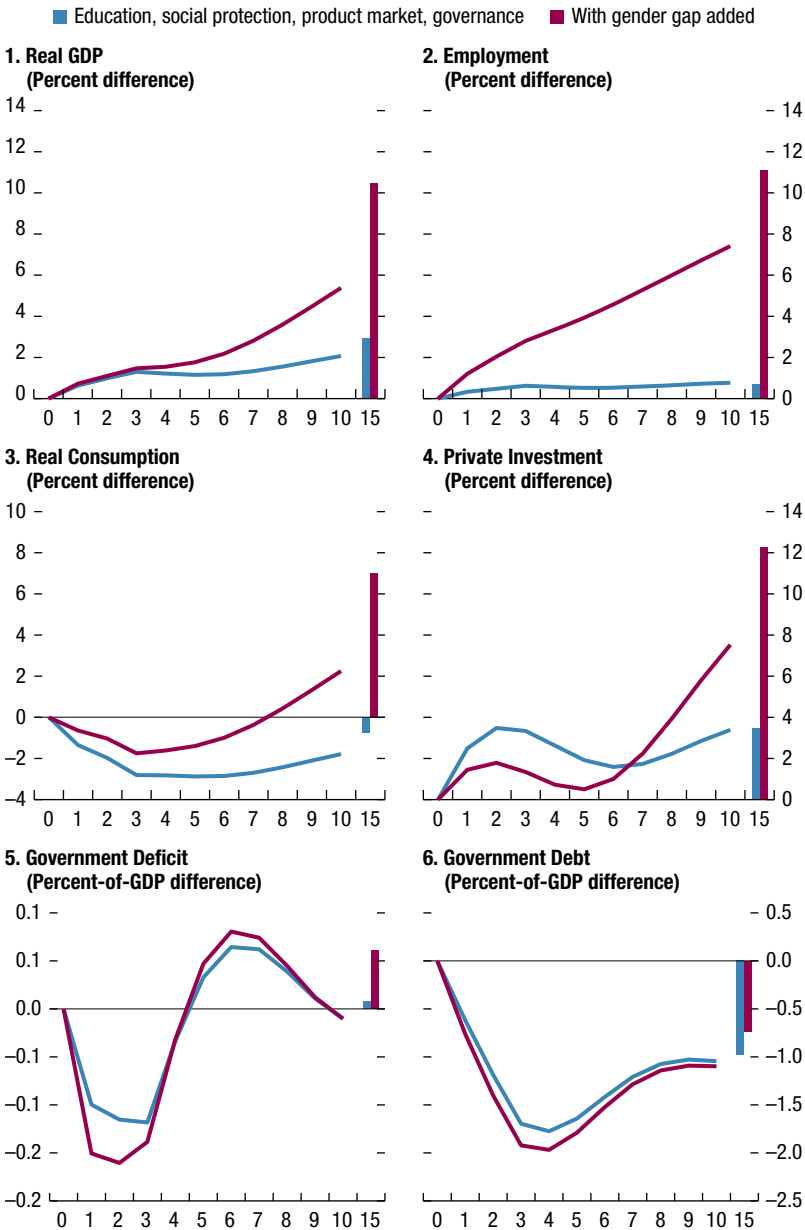 Education, social protection, product market, governance With gender gap added
1. Real GDP
(Percent difference)
14
12
10
8
6
4
2
0
0 1 2 3 4 5 6 7 8 9 10 15
2. Employment
(Percent difference)
14
12
10
8
6
4
2
0
0 1 2 3 4 5 6 7 8 9 10 15
3. Real Consumption
(Percent difference)
10
8
6
4
2
0
–2
–4
0 1 2 3 4 5 6 7 8 9 10 15
4. Private Investment
(Percent difference)
14
12
10
8
6
4
2
0
0 1 2 3 4 5 6 7 8 9 10 15
5. Government Deficit
(Percent-of-GDP difference)
0.1
0.1
0.0
–0.1
–0.1
–0.2
–0.2
0 1 2 3 4 5 6 7 8 9 10 15
6. Government Debt
(Percent-of-GDP difference)
0.5
0.0
–0.5
–1.0
–1.5
–2.0
–2.5
0 1 2 3 4 5 6 7 8 9 10 15